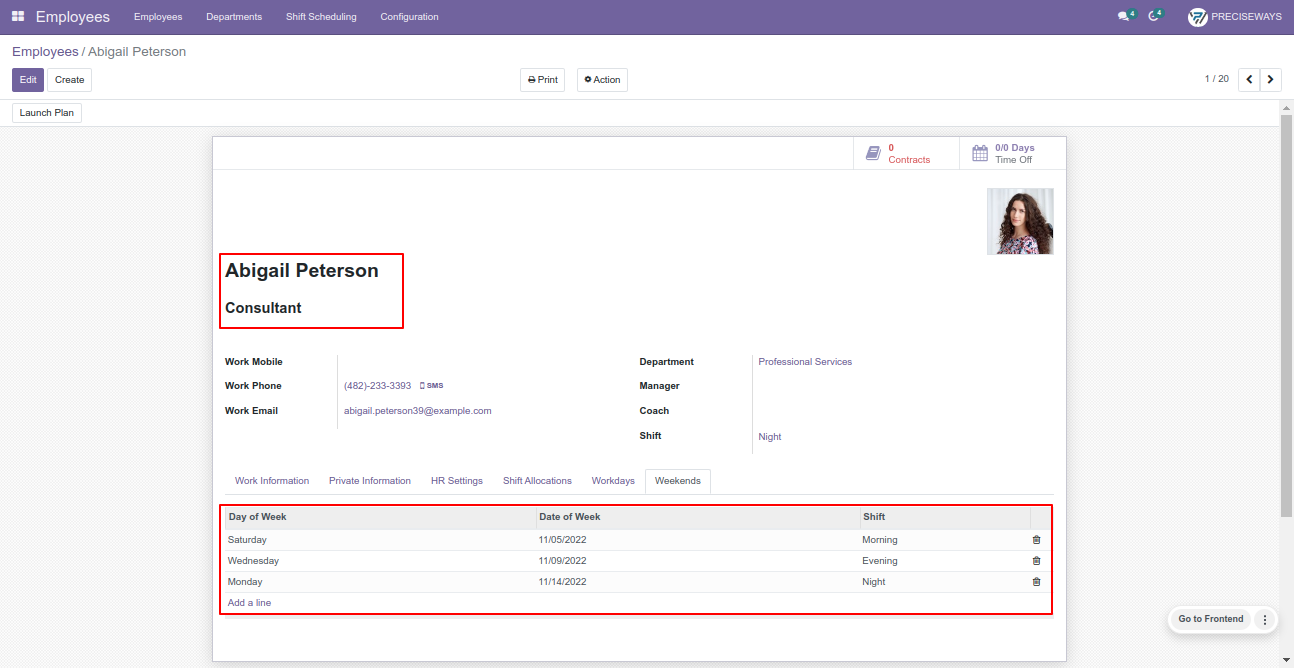 Employees Employees Departments Shift Scheduling Configuration 4 4 PRECISEWAYS
Employees / Abigail Peterson
Edit Create Print Action 1 / 20
Launch Plan
0 Contracts 0/0 Days Time Off
Abigail Peterson
Consultant
Work Mobile Department Professional Services
Work Phone (482)-233-3393 SMS Manager
Work Email abigail.peterson39@example.com Coach
Shift Night
Work Information Private Information HR Settings Shift Allocations Workdays Weekends
Day of Week Date of Week Shift
Saturday 11/05/2022 Morning
Wednesday 11/09/2022 Evening
Monday 11/14/2022 Night
Add a line
Go to Frontend